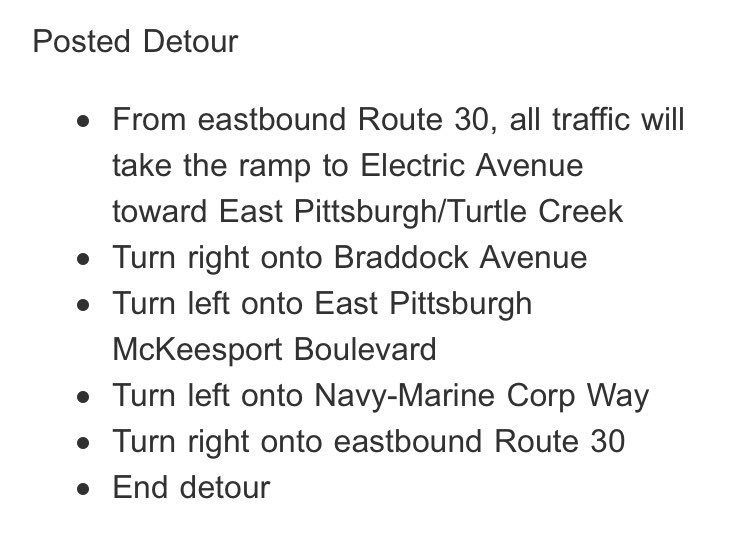 Posted Detour
• From eastbound Route 30, all traffic will
take the ramp to Electric Avenue
toward East Pittsburgh/Turtle Creek
• Turn right onto Braddock Avenue
• Turn left onto East Pittsburgh
McKeesport Boulevard
• Turn left onto Navy-Marine Corp Way
• Turn right onto eastbound Route 30
• End detour